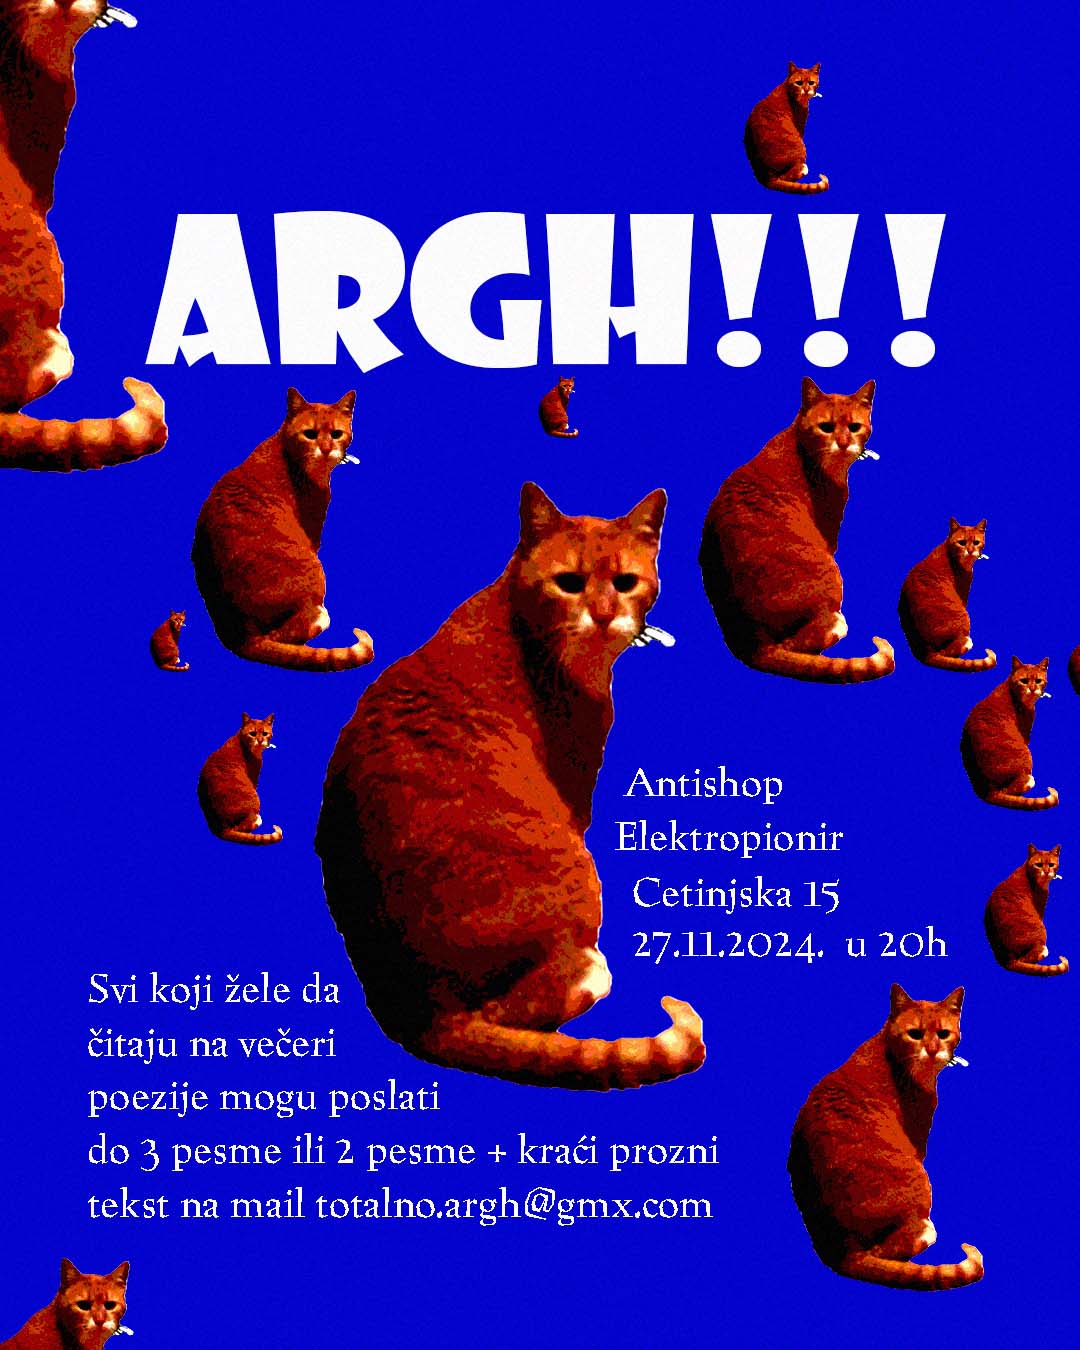 ARGH!!!
Antishop
Elektropionir
Cetinjska 15
27.11.2024. u 20h
Svi koji žele da
čitaju na večeri
poezije mogu poslati
do 3 pesme ili 2 pesme + kraći prozni
tekst na mail totalno.argh@gmx.com